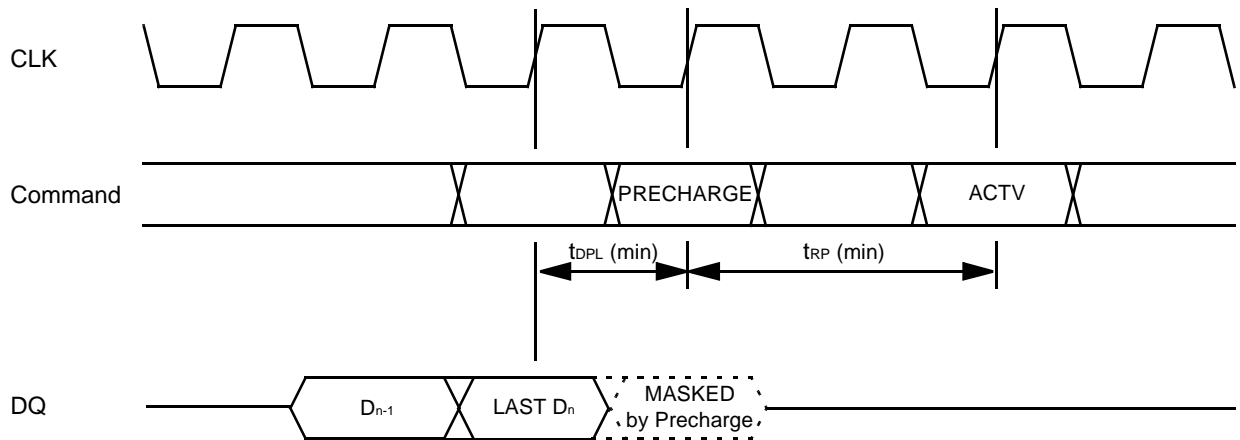 CLK
Command
PRECHARGE
ACTV
tDPL (min)
tRP (min)
DQ
Dn-1
LAST Dn
MASKED
by Precharge